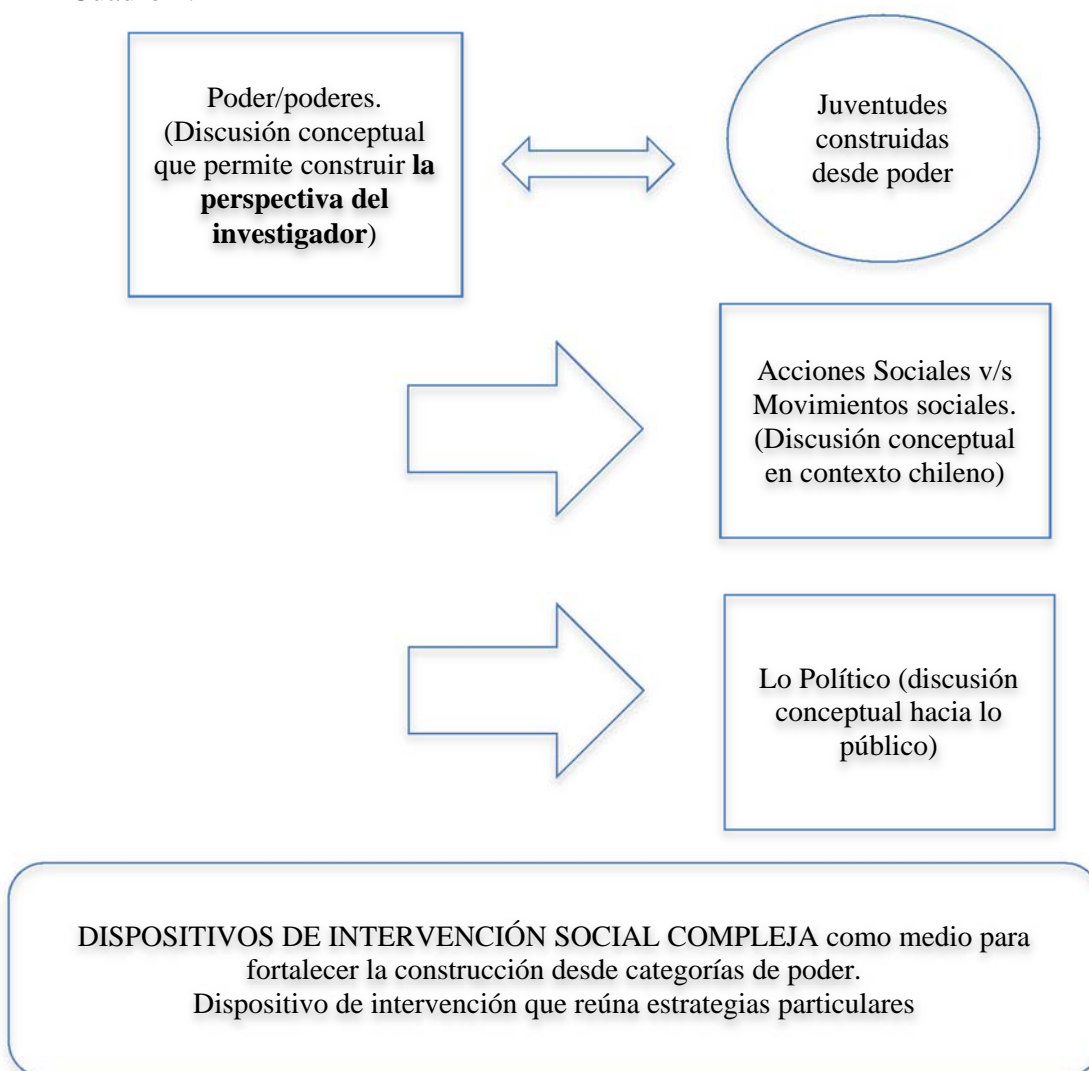 Poder/poderes.
(Discusión conceptual
que permite construir la
perspectiva del
investigador)
Juventudes
construidas
desde poder
Acciones Sociales v/s
Movimientos sociales.
(Discusión conceptual
en contexto chileno)
Lo Político (discusión
conceptual hacia lo
público)
DISPOSITIVOS DE INTERVENCIÓN SOCIAL COMPLEJA como medio para
fortalecer la construcción desde categorías de poder.
Dispositivo de intervención que reúna estrategias particulares